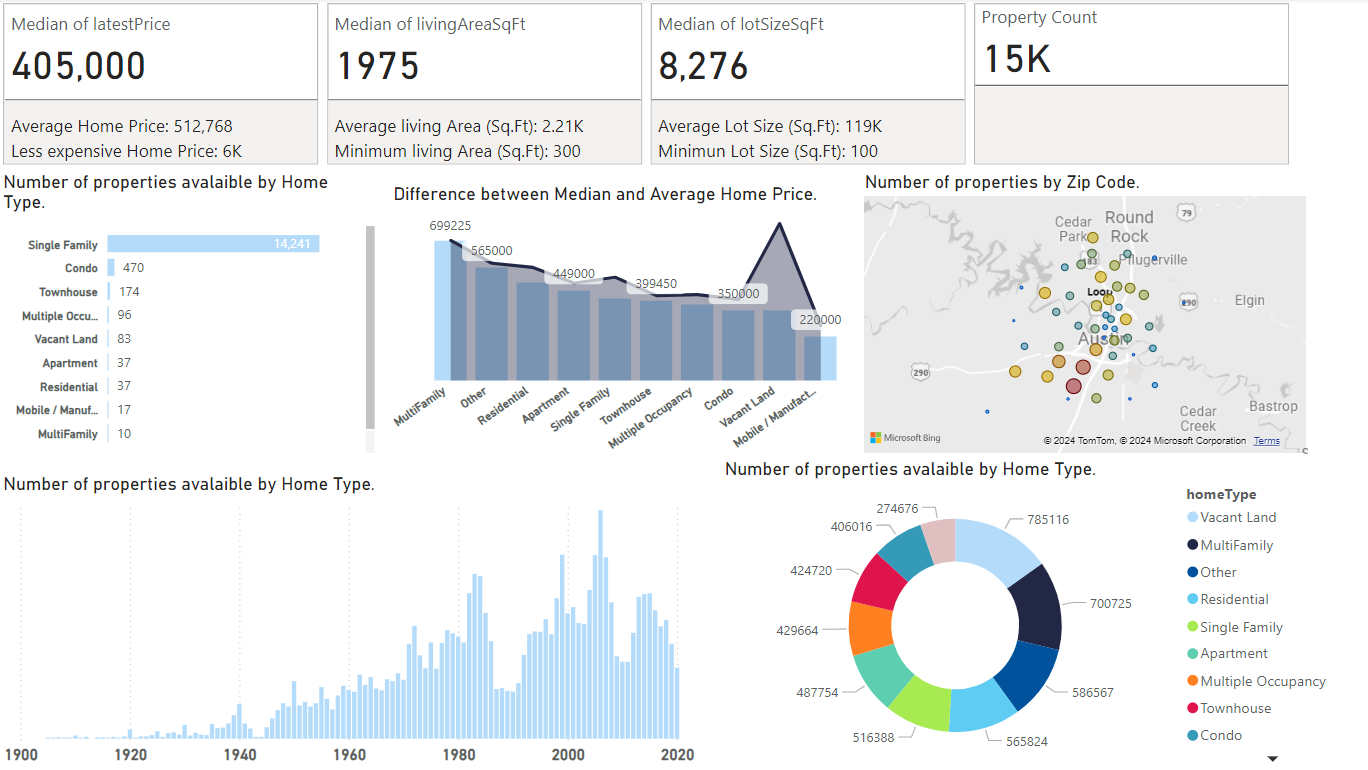 Median of latestPrice
405,000
Average Home Price: 512,768
Less expensive Home Price: 6K
Median of livingAreaSqFt
1975
Average living Area (Sq.Ft): 2.21K
Minimum living Area (Sq.Ft): 300
Median of lotSizeSqFt
8,276
Average Lot Size (Sq.Ft): 119K
Minimun Lot Size (Sq.Ft): 100
Property Count
15K
Number of properties avalaible by Home
Type.
Single Family 14,241
Condo 470
Townhouse 174
Multiple Occu... 96
Vacant Land 83
Apartment 37
Residential 37
Mobile / Manuf... 17
MultiFamily 10
Difference between Median and Average Home Price.
699225
565000
449000
399450
350000
220000
MultiFamily
Other
Residential
Apartment
Single Family
Townhouse
Multiple Occupancy
Condo
Vacant Land
Mobile / Manufact...
Number of properties by Zip Code.
79
Cedar
Park
Round
Rock
183
Pflugerville
Loop
290
Elgin
Austin
290
Cedar
Creek
Bastrop
Microsoft Bing
© 2024 TomTom, © 2024 Microsoft Corporation Terms
Number of properties avalaible by Home Type.
1900 1920 1940 1960 1980 2000 2020
Number of properties avalaible by Home Type.
274676
785116
406016
424720
700725
429664
487754
586567
516388
565824
homeType
Vacant Land
MultiFamily
Other
Residential
Single Family
Apartment
Multiple Occupancy
Townhouse
Condo